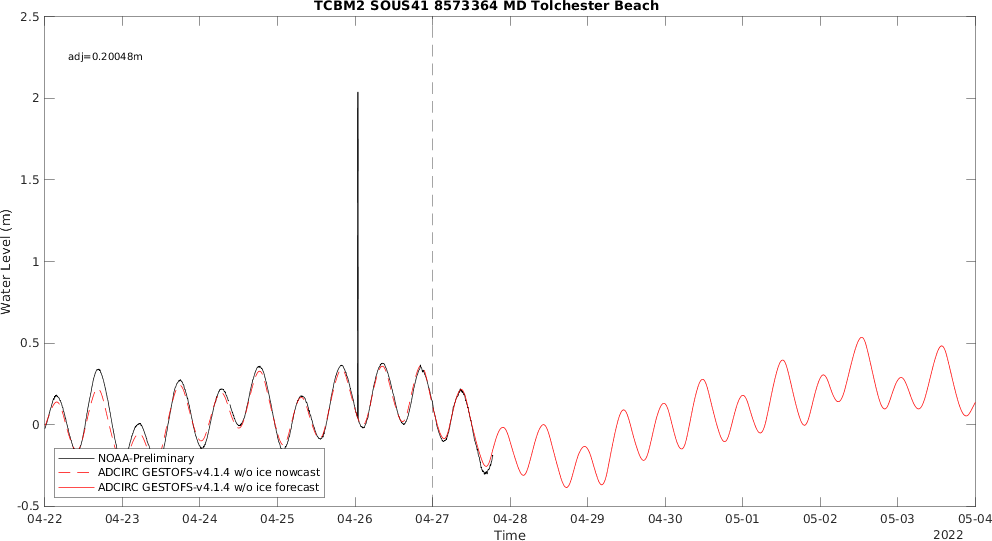 TCBM2 SOUS41 8573364 MD Tolchester Beach
2.5
adj=0.20048m
2
1.5
1
0.5
0
-0.5
Water Level (m)
NOAA-Preliminary
ADCIRC GESTOFS-v4.1.4 w/o ice nowcast
ADCIRC GESTOFS-v4.1.4 w/o ice forecast
04-22 04-23 04-24 04-25 04-26 04-27 04-28 04-29 04-30 05-01 05-02 05-03 05-04
Time
2022